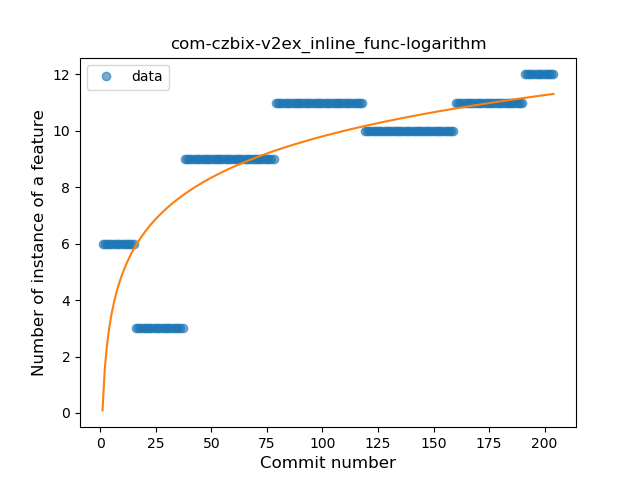 com-czbix-v2ex_inline_func-logarithm
data
Number of instance of a feature
12
10
8
6
4
2
0
0 25 50 75 100 125 150 175 200
Commit number